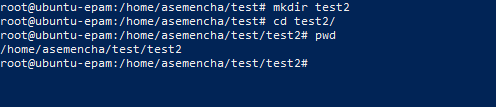 root@ubuntu-epam:/home/asemencha/test# mkdir test2
root@ubuntu-epam:/home/asemencha/test# cd test2/
root@ubuntu-epam:/home/asemencha/test/test2# pwd
/home/asemencha/test/test2
root@ubuntu-epam:/home/asemencha/test/test2#